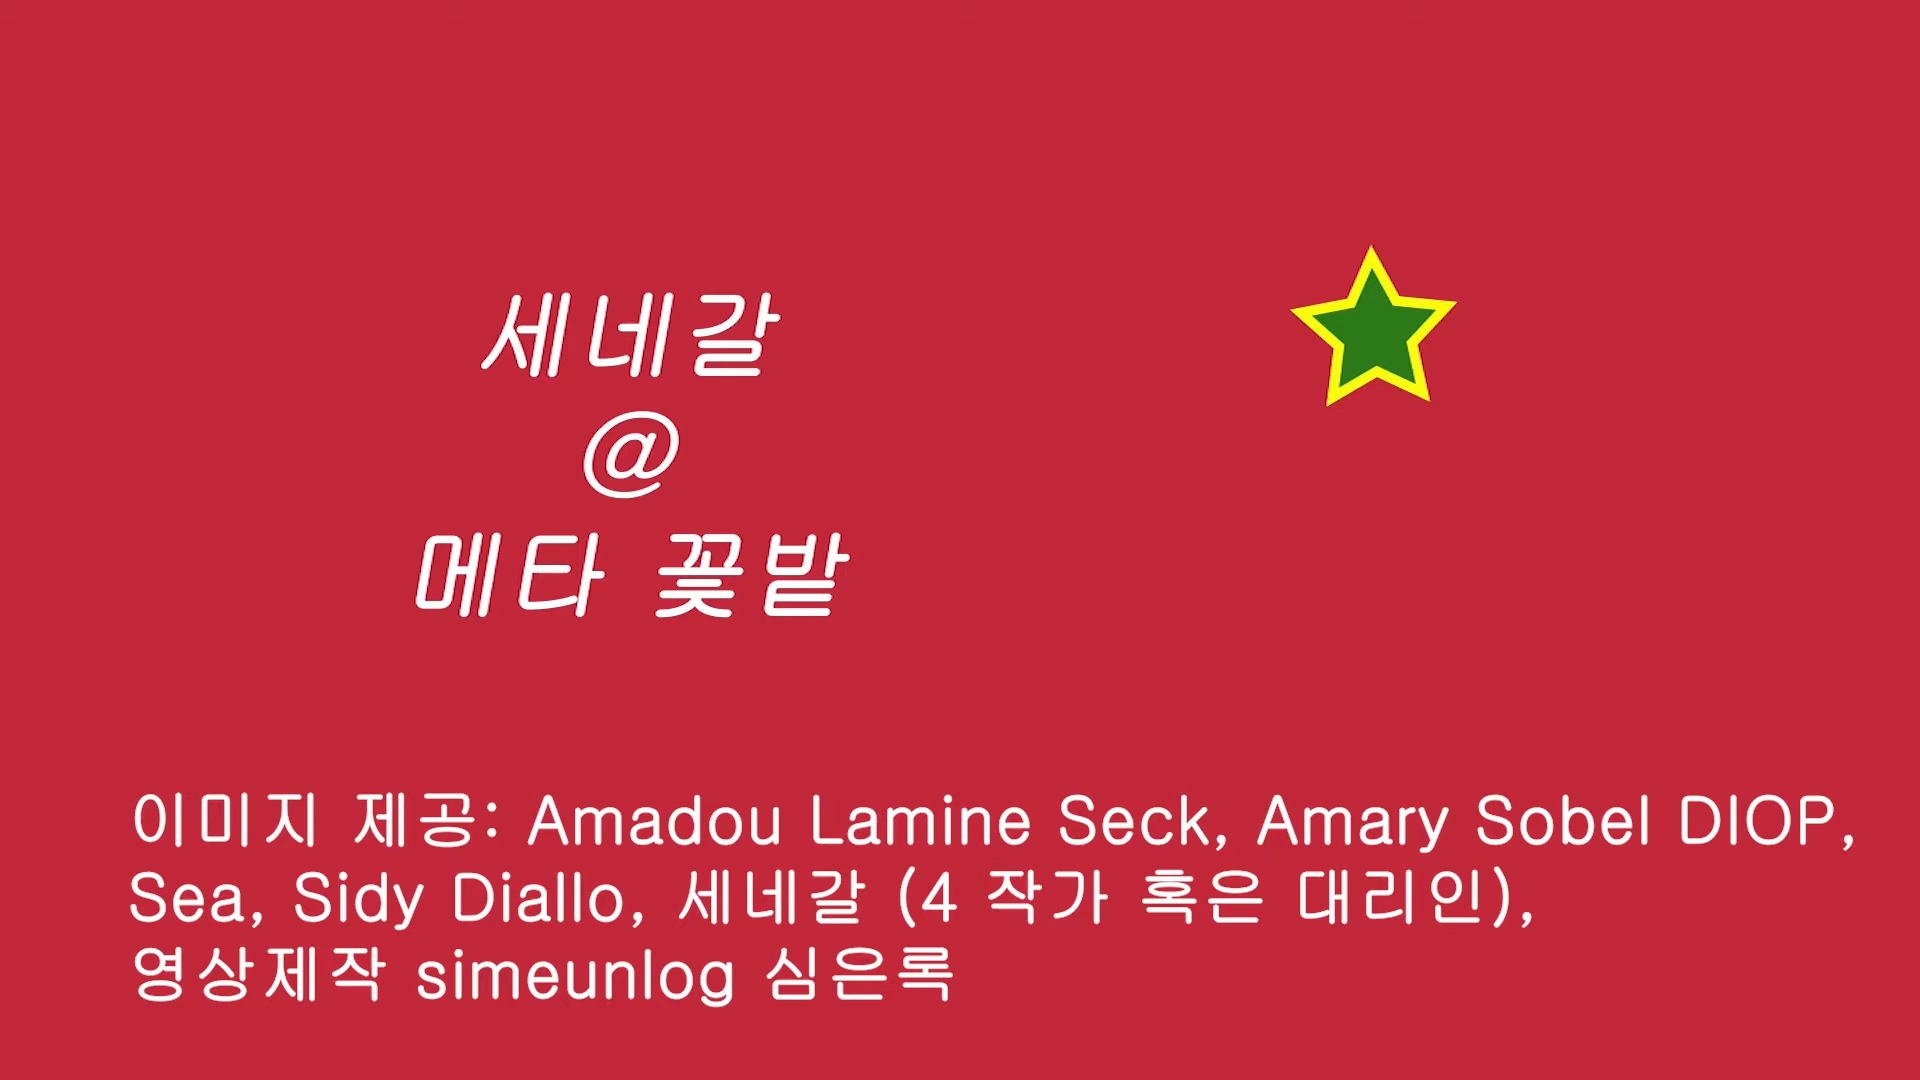 세네갈
@
메타 꽃밭
이미지 제공: Amadou Lamine Seck, Amary Sobel DIOP,
Sea, Sidy Diallo, 세네갈 (4 작가 혹은 대리인),
영상제작 simeunlog 심은록